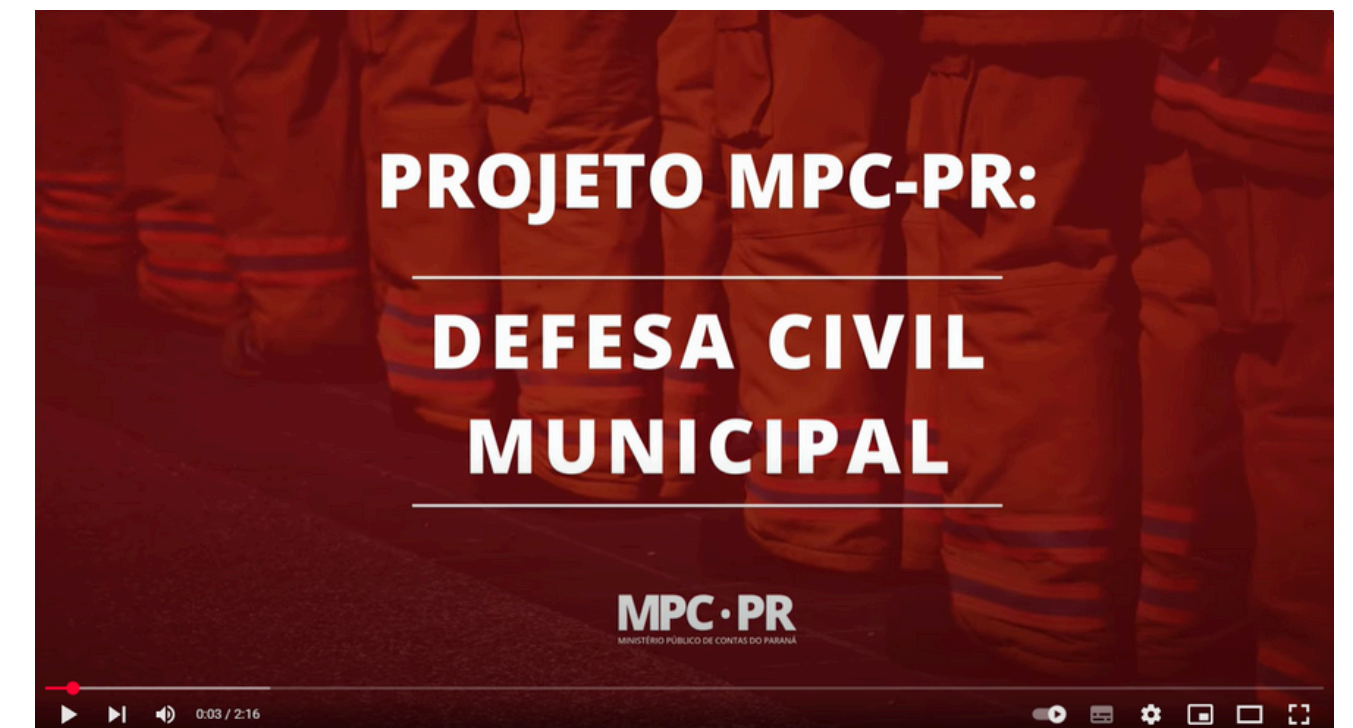 PROJETO MPC-PR:
DEFESA CIVIL
MUNICIPAL
MPC·PR
MINISTÉRIO PÚBLICO DE CONTAS DO PARANÁ
0:03 / 2:16